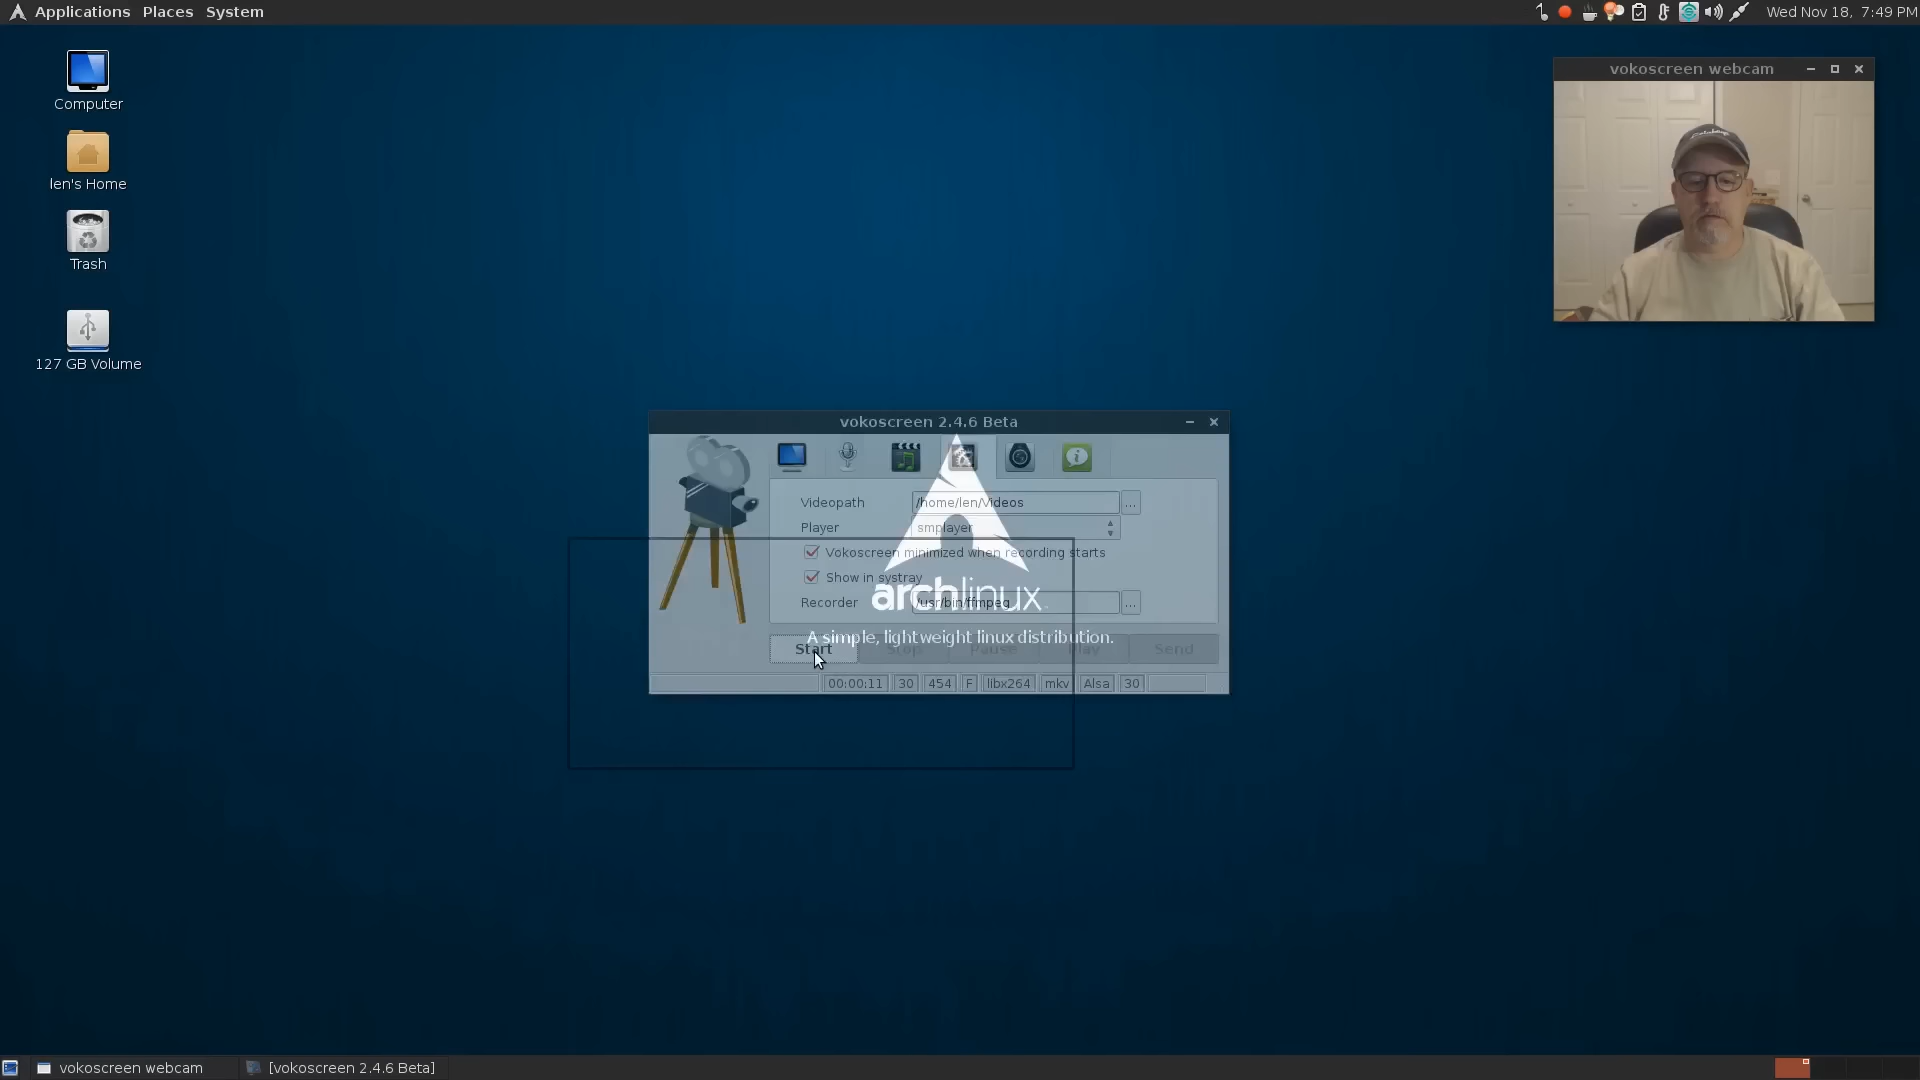 Applications Places System
Wed Nov 18, 7:49 PM
Computer
len's Home
Trash
127 GB Volume
vokoscreen webcam
vokoscreen 2.4.6 Beta
Videopath /home/len/Videos ...
Player smplayer
Vokoscreen minimized when recording starts
Show in systray
archlinux
Recorder /usr/bin/ffmpeg ...
A simple, lightweight linux distribution.
Start Stop Pause Play Send
00:00:11 30 454 F libx264 mkv Alsa 30
vokoscreen webcam [vokoscreen 2.4.6 Beta]